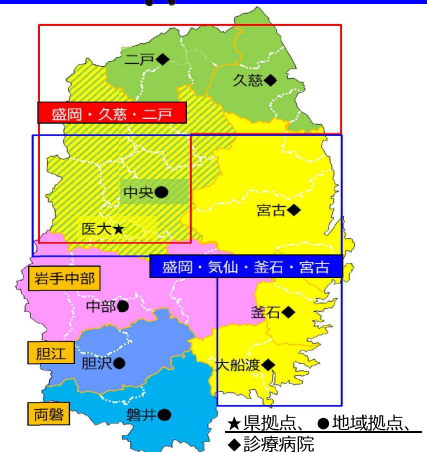 二戸◆
久慈◆
盛岡・久慈・二戸
中央●
宮古◆
医大★
盛岡・気仙・釜石・宮古
岩手中部
中部●
釜石◆
胆江
胆沢●
大船渡◆
両磐
磐井●
★県拠点、●地域拠点、
◆診療病院